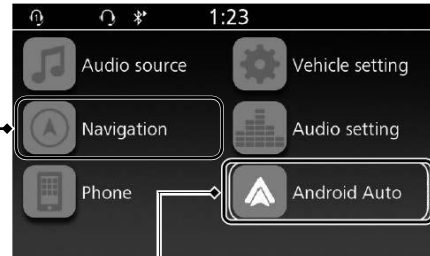 1:23
Audio source
Vehicle setting
Navigation
Audio setting
Phone
Android Auto